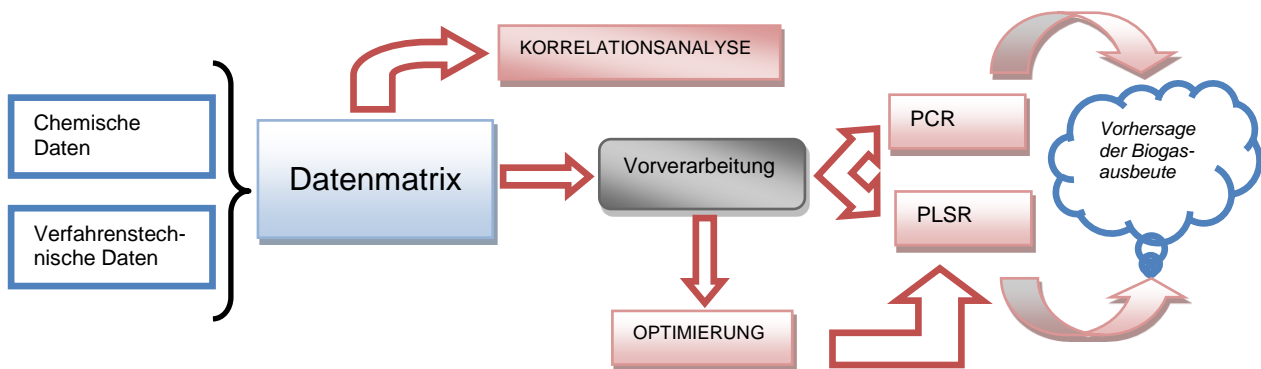 KORRELATIONSANALYSE
Chemische
Daten
Verfahrenstech-
nische Daten
Datenmatrix
Vorverarbeitung
OPTIMIERUNG
PCR
PLSR
Vorhersage
der Biogas-
ausbeute